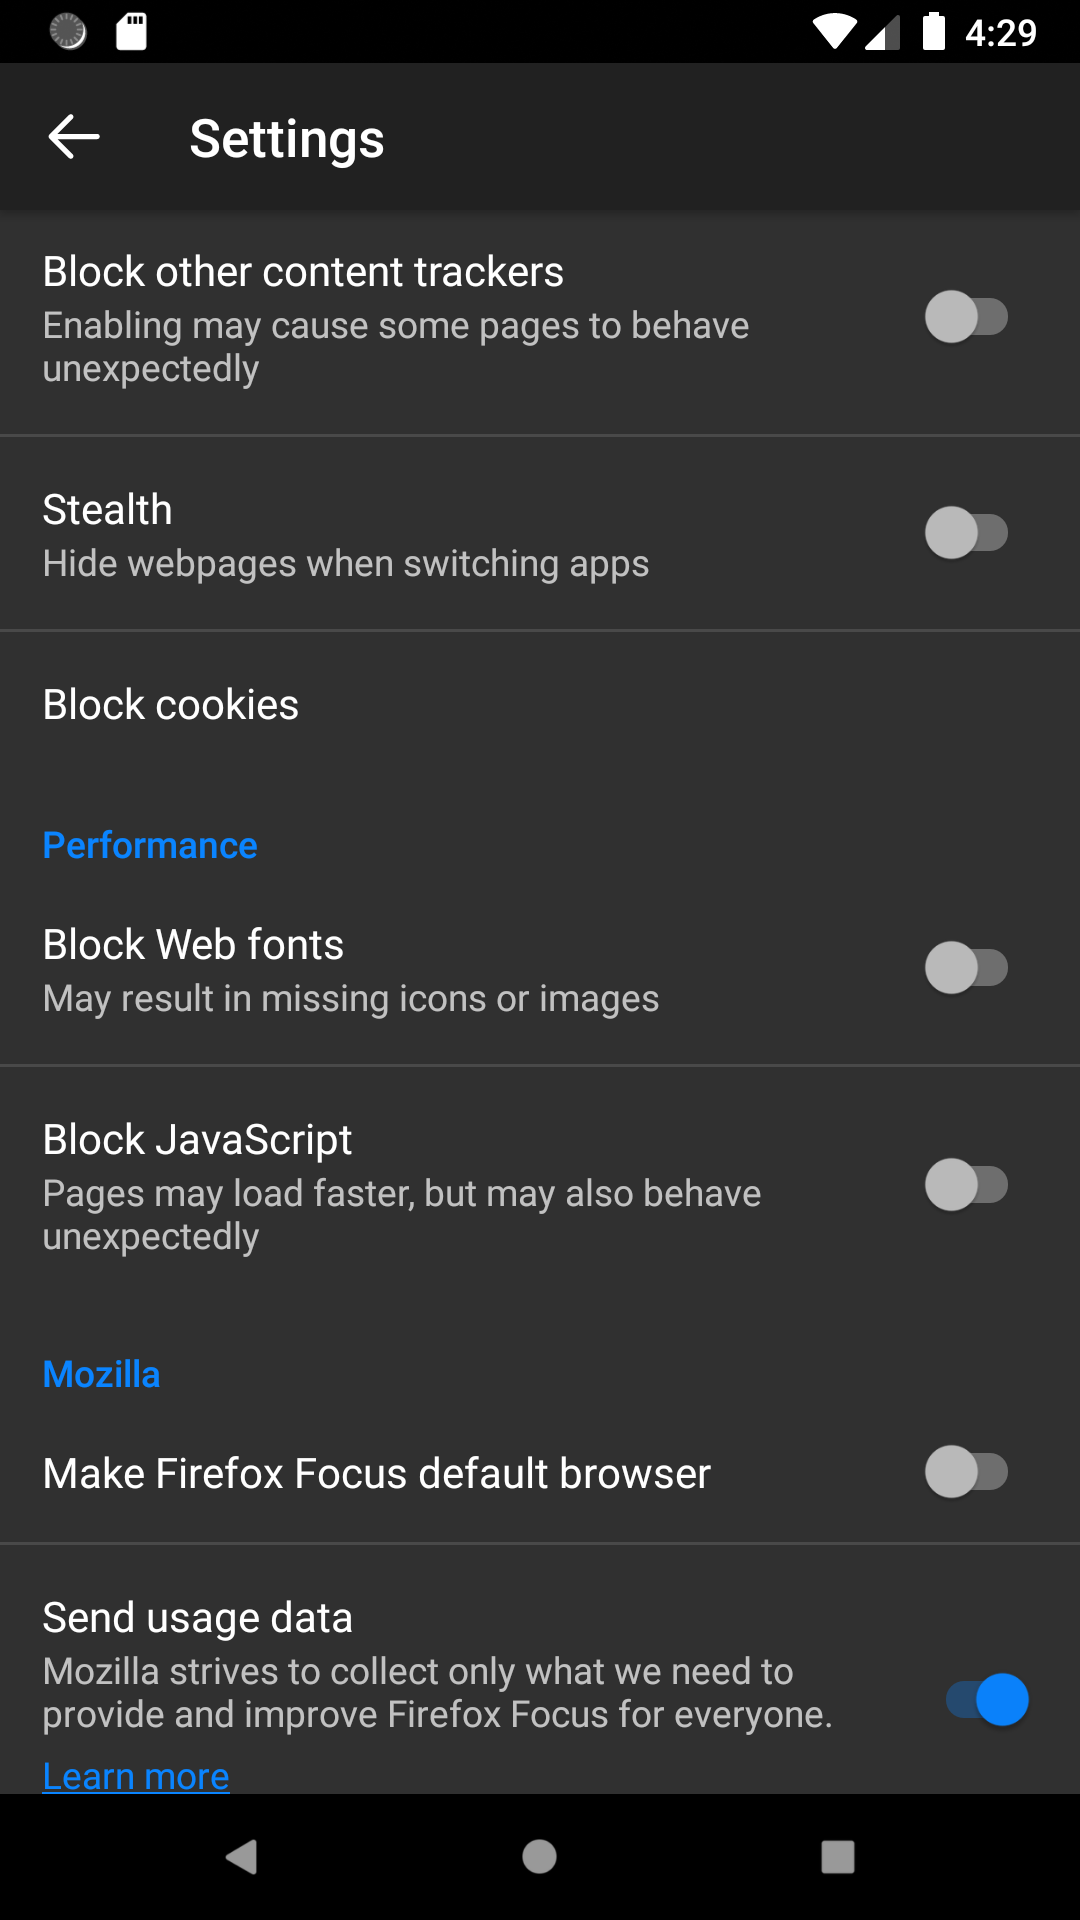 4:29
Settings
Block other content trackers
Enabling may cause some pages to behave
unexpectedly
Stealth
Hide webpages when switching apps
Block cookies
Performance
Block Web fonts
May result in missing icons or images
Block JavaScript
Pages may load faster, but may also behave
unexpectedly
Mozilla
Make Firefox Focus default browser
Send usage data
Mozilla strives to collect only what we need to
provide and improve Firefox Focus for everyone.
Learn more